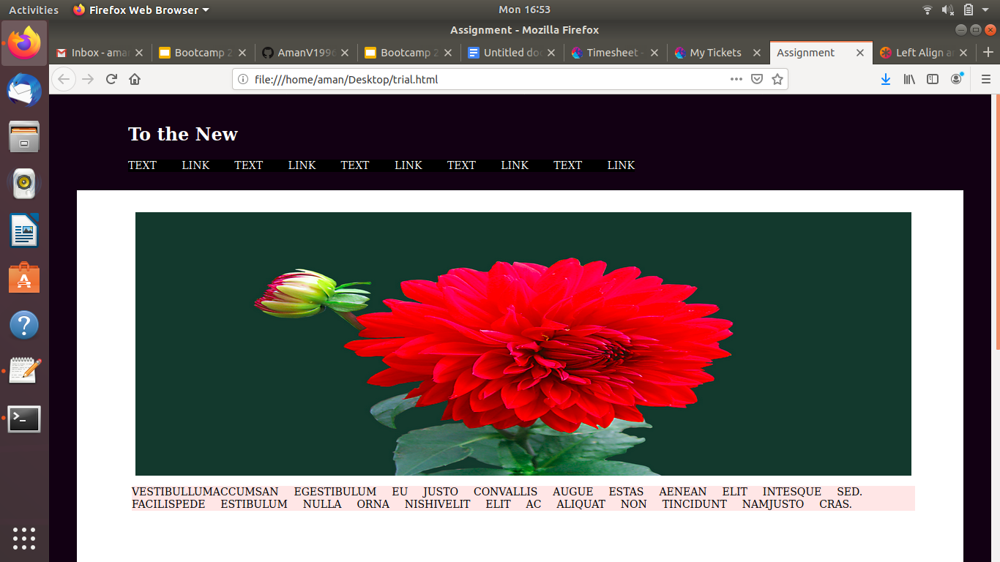 Activities Firefox Web Browser Mon 16:53
Assignment - Mozilla Firefox
Inbox - aman Bootcamp 2 AmanV1996 Bootcamp 2 Untitled do Timesheet - My Tickets Assignment Left Align a
file:///home/aman/Desktop/trial.html
To the New
TEXT LINK TEXT LINK TEXT LINK TEXT LINK TEXT LINK
VESTIBULLUMACCUMSAN EGESTIBULUM EU JUSTO CONVALLIS AUGUE ESTAS AENEAN ELIT INTESQUE SED.
FACILISPEDE ESTIBULUM NULLA ORNA NISHIVELIT ELIT AC ALIQUAT NON TINCIDUNT NAMJUSTO CRAS.